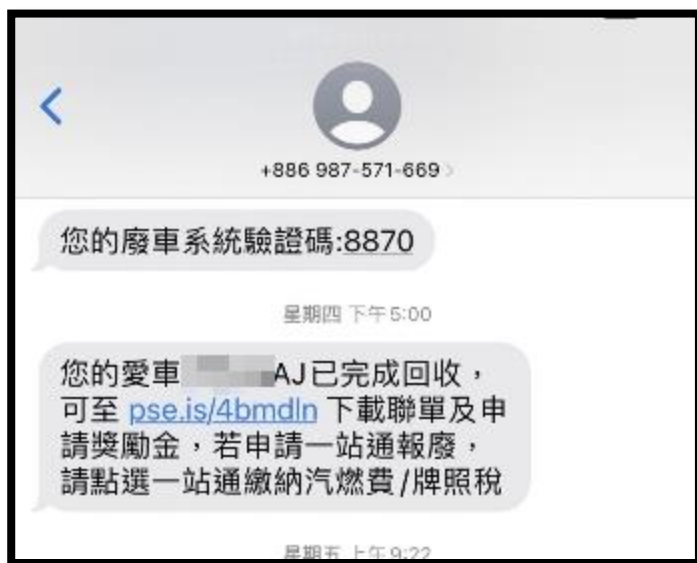 +886 987-571-669
您的廢車系統驗證碼:8870
星期四 下午 5:00
您的愛車 AJ已完成回收，
可至 pse.is/4bmdln 下載聯單及申
請獎勵金，若申請一站通報廢，
請點選一站通繳納汽燃費/牌照稅
星期五 上午 9:22